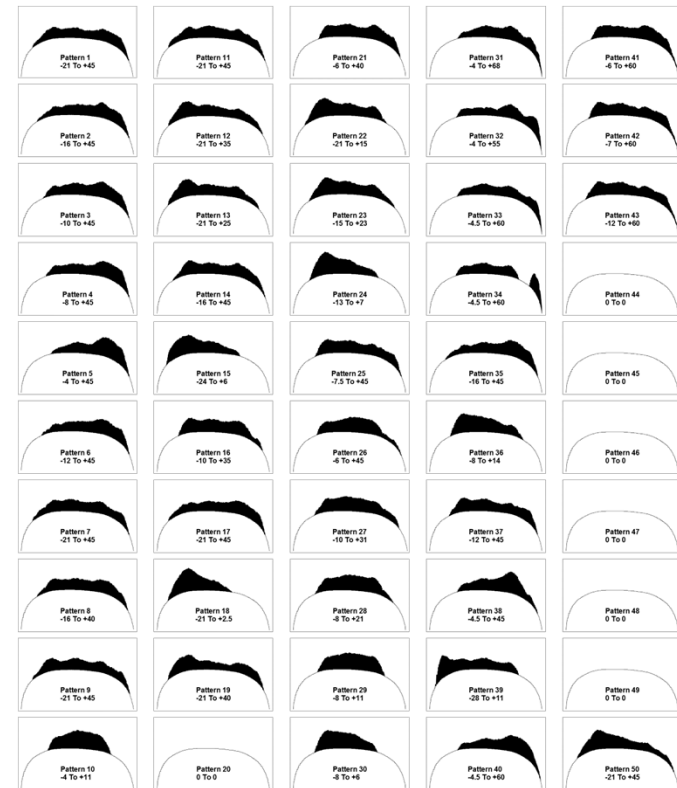 Pattern 1
-21 To +45
Pattern 11
-21 To +45
Pattern 21
-6 To +40
Pattern 31
-4 To +68
Pattern 41
-6 To +60
Pattern 2
-16 To +45
Pattern 12
-21 To +35
Pattern 22
-21 To +15
Pattern 32
-4 To +55
Pattern 42
-7 To +60
Pattern 3
-10 To +45
Pattern 13
-21 To +25
Pattern 23
-15 To +23
Pattern 33
-4.5 To +60
Pattern 43
-12 To +60
Pattern 4
-8 To +45
Pattern 14
-16 To +45
Pattern 24
-13 To +7
Pattern 34
-4.5 To +60
Pattern 44
0 To 0
Pattern 5
-4 To +45
Pattern 15
-24 To +6
Pattern 25
-7.5 To +45
Pattern 35
-16 To +45
Pattern 45
0 To 0
Pattern 6
-12 To +45
Pattern 16
-10 To +35
Pattern 26
-6 To +45
Pattern 36
-8 To +14
Pattern 46
0 To 0
Pattern 7
-21 To +45
Pattern 17
-21 To +45
Pattern 27
-10 To +31
Pattern 37
-12 To +45
Pattern 47
0 To 0
Pattern 8
-16 To +40
Pattern 18
-21 To +2.5
Pattern 28
-8 To +21
Pattern 38
-4.5 To +45
Pattern 48
0 To 0
Pattern 9
-21 To +45
Pattern 19
-21 To +40
Pattern 29
-8 To +11
Pattern 39
-28 To +11
Pattern 49
0 To 0
Pattern 10
-4 To +11
Pattern 20
0 To 0
Pattern 30
-8 To +6
Pattern 40
-4.5 To +60
Pattern 50
-21 To +45